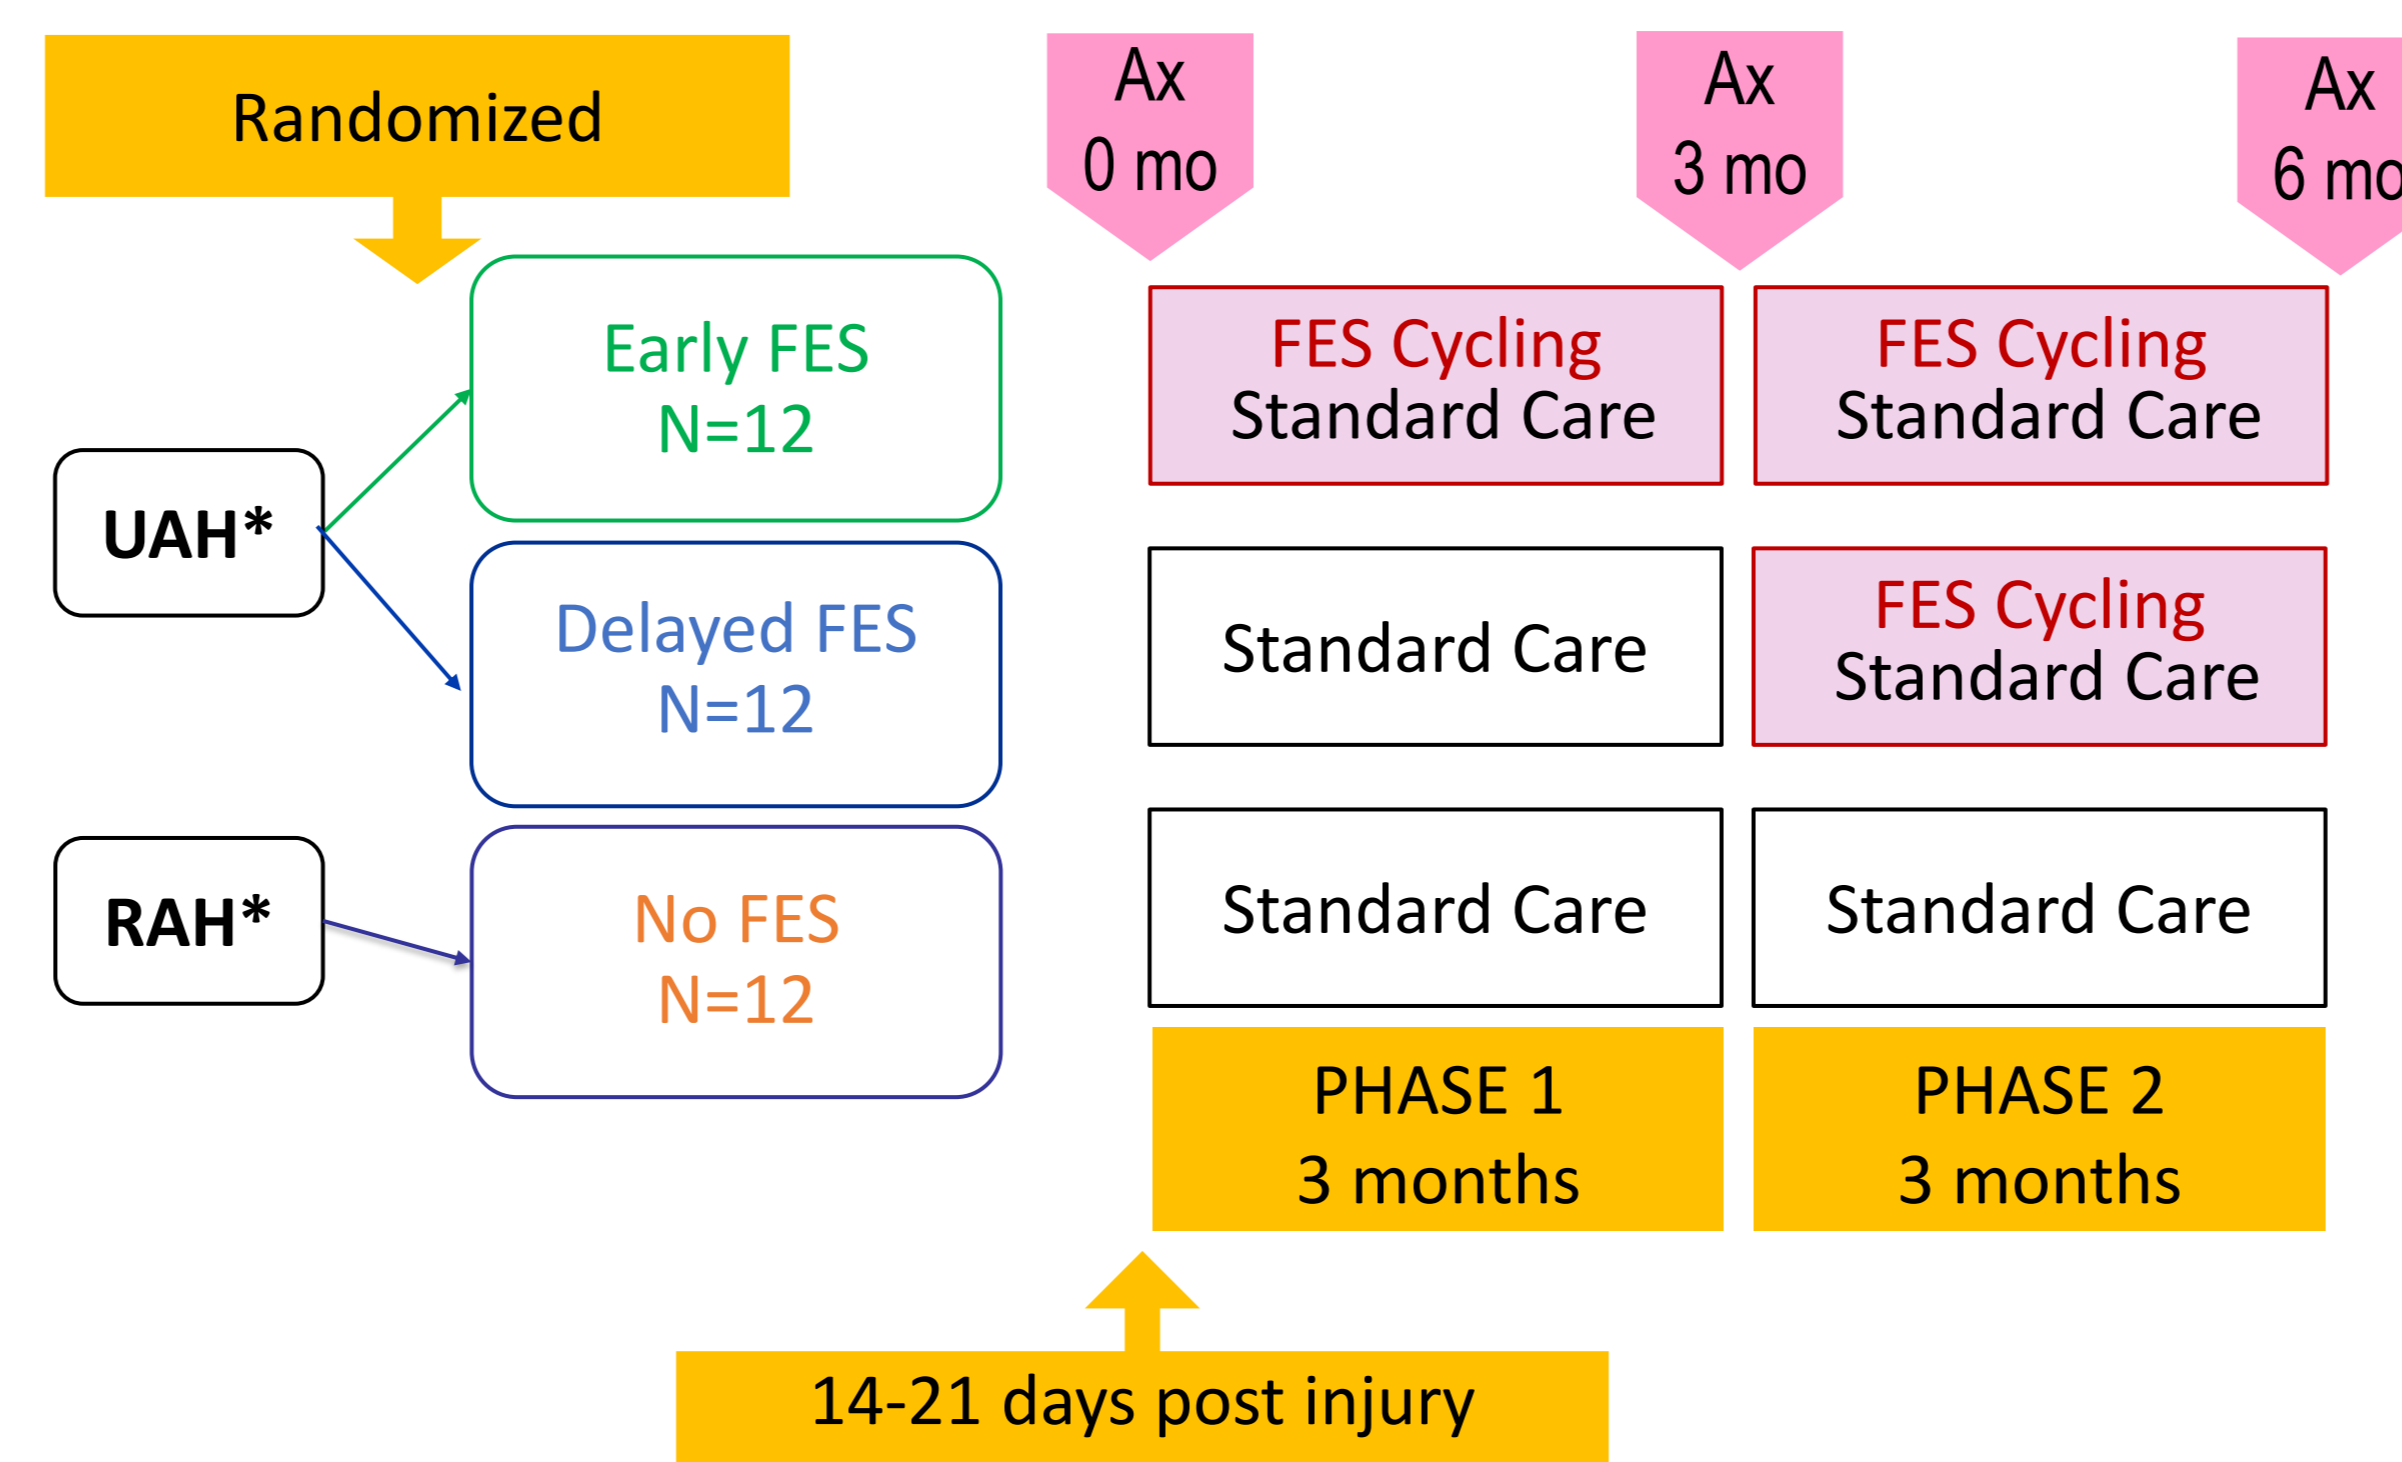 Randomized
Ax
0 mo
Ax
3 mo
Ax
6 mo
UAH*
Early FES
N=12
FES Cycling
Standard Care
FES Cycling
Standard Care
Delayed FES
N=12
Standard Care
FES Cycling
Standard Care
RAH*
No FES
N=12
Standard Care
Standard Care
PHASE 1
3 months
PHASE 2
3 months
14-21 days post injury